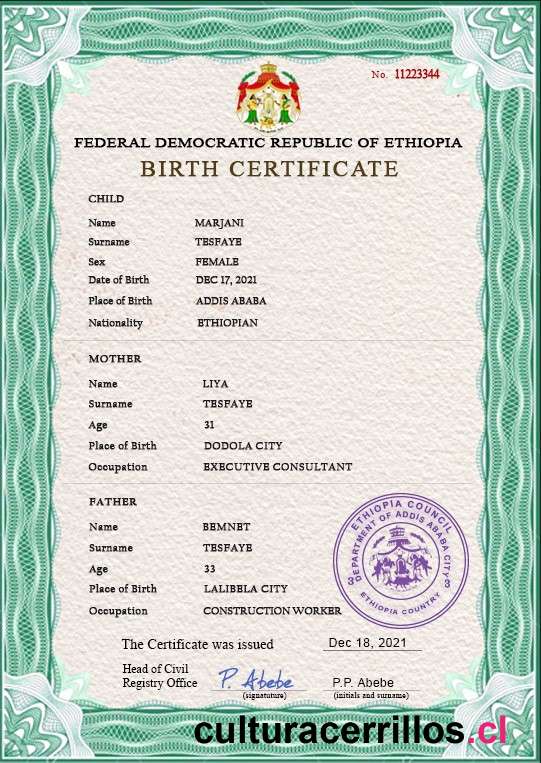 No. 11223344
FEDERAL DEMOCRATIC REPUBLIC OF ETHIOPIA
BIRTH CERTIFICATE
CHILD
Name MARJANI
Surname TESFAYE
Sex FEMALE
Date of Birth DEC 17, 2021
Place of Birth ADDIS ABABA
Nationality ETHIOPIAN
MOTHER
Name LIYA
Surname TESFAYE
Age 31
Place of Birth DODOLA CITY
Occupation EXECUTIVE CONSULTANT
FATHER
Name BEMNET
Surname TESFAYE
Age 33
Place of Birth LALIBELA CITY
Occupation CONSTRUCTION WORKER
ETHIOPIA COUNCIL
DEPARTMENT OF ADDIS ABABA CITY
ETHIOPIA COUNTRY
The Certificate was issued Dec 18, 2021
Head of Civil
Registry Office P. Abebe P.P. Abebe
(signatuture) (initials and surname)
culturacerrillos.cl